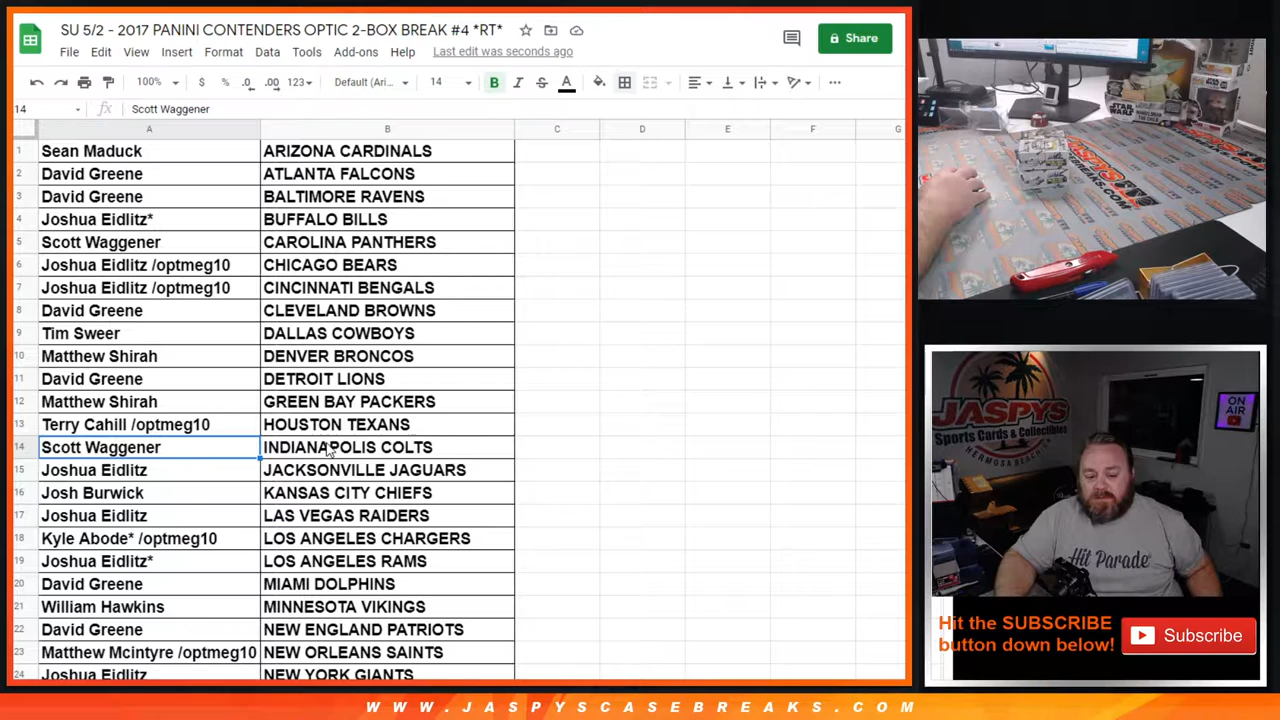 SU 5/2 - 2017 PANINI CONTENDERS OPTIC 2-BOX BREAK #4 *RT*
File Edit View Insert Format Data Tools Add-ons Help Last edit was seconds ago
Share
100% $ % .0 .00 123 Default (Ari... 14 B I S A
14 fx Scott Waggener
A B C D E F G
1 Sean Maduck ARIZONA CARDINALS
2 David Greene ATLANTA FALCONS
3 David Greene BALTIMORE RAVENS
4 Joshua Eidlitz* BUFFALO BILLS
5 Scott Waggener CAROLINA PANTHERS
6 Joshua Eidlitz /optmeg10 CHICAGO BEARS
7 Joshua Eidlitz /optmeg10 CINCINNATI BENGALS
8 David Greene CLEVELAND BROWNS
9 Tim Sweer DALLAS COWBOYS
10 Matthew Shirah DENVER BRONCOS
11 David Greene DETROIT LIONS
12 Matthew Shirah GREEN BAY PACKERS
13 Terry Cahill /optmeg10 HOUSTON TEXANS
14 Scott Waggener INDIANAPOLIS COLTS
15 Joshua Eidlitz JACKSONVILLE JAGUARS
16 Josh Burwick KANSAS CITY CHIEFS
17 Joshua Eidlitz LAS VEGAS RAIDERS
18 Kyle Abode* /optmeg10 LOS ANGELES CHARGERS
19 Joshua Eidlitz* LOS ANGELES RAMS
20 David Greene MIAMI DOLPHINS
21 William Hawkins MINNESOTA VIKINGS
22 David Greene NEW ENGLAND PATRIOTS
23 Matthew Mcintyre /optmeg10 NEW ORLEANS SAINTS
24 Joshua Eidlitz NEW YORK GIANTS
STAR WARS
JASPYSCASEBREAKS.COM
JASPYS
Sports Cards & Collectibles
HERMOSA BEACH
ON AIR
Hit Parade
Hit the SUBSCRIBE
button down below!
Subscribe
WWW.JASPYSCASEBREAKS.COM